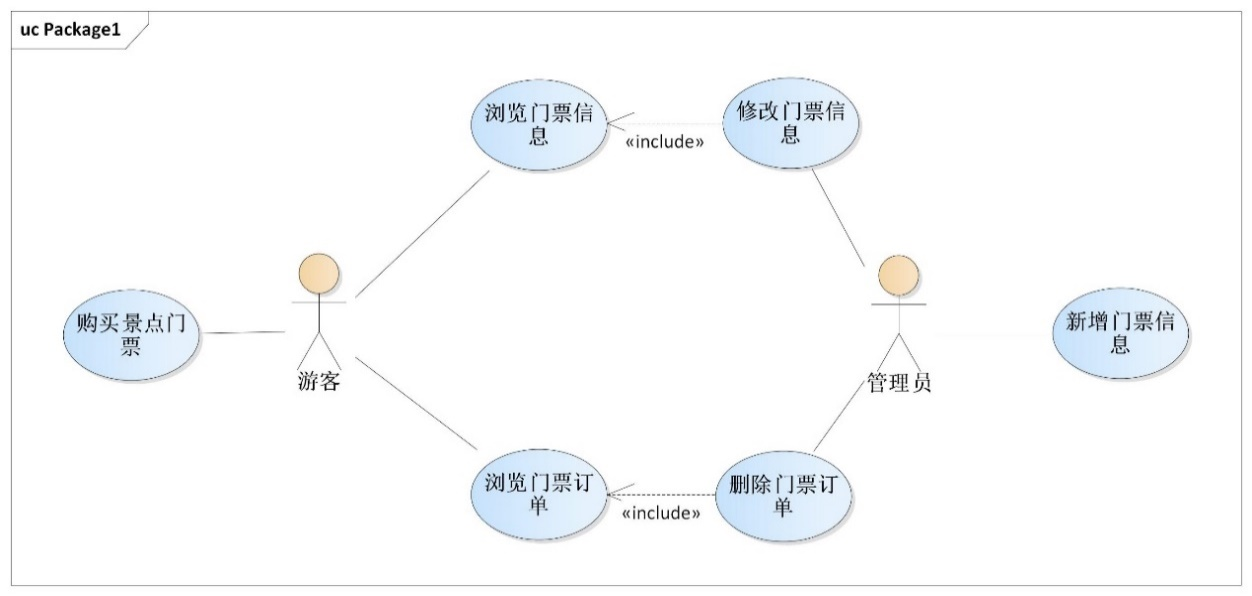 uc Package1
浏览门票信
息
修改门票信
息
«include»
购买景点门
票
游客
管理员
新增门票信
息
浏览门票订
单
删除门票订
单
«include»